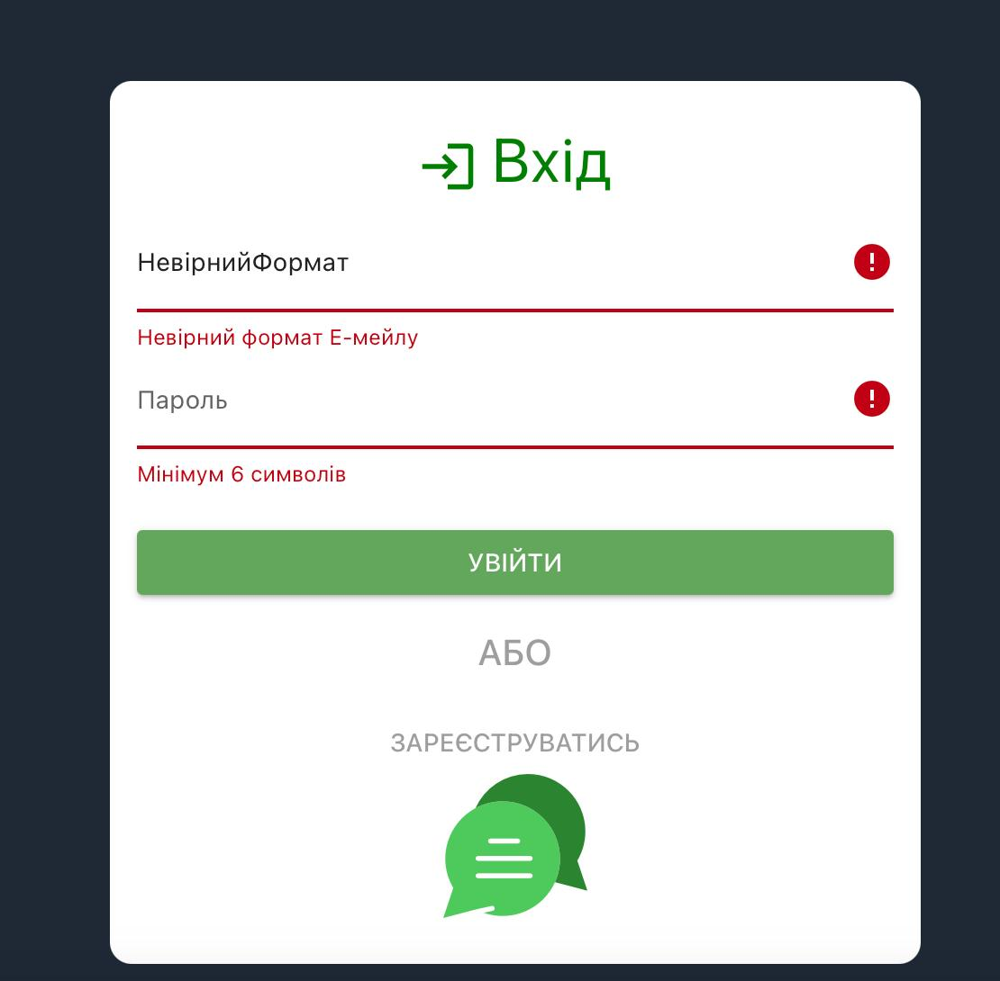 Вхід
НевірнийФормат
Невірний формат Е-мейлу
Пароль
Мінімум 6 символів
УВІЙТИ
АБО
ЗАРЕЄСТРУВАТИСЬ